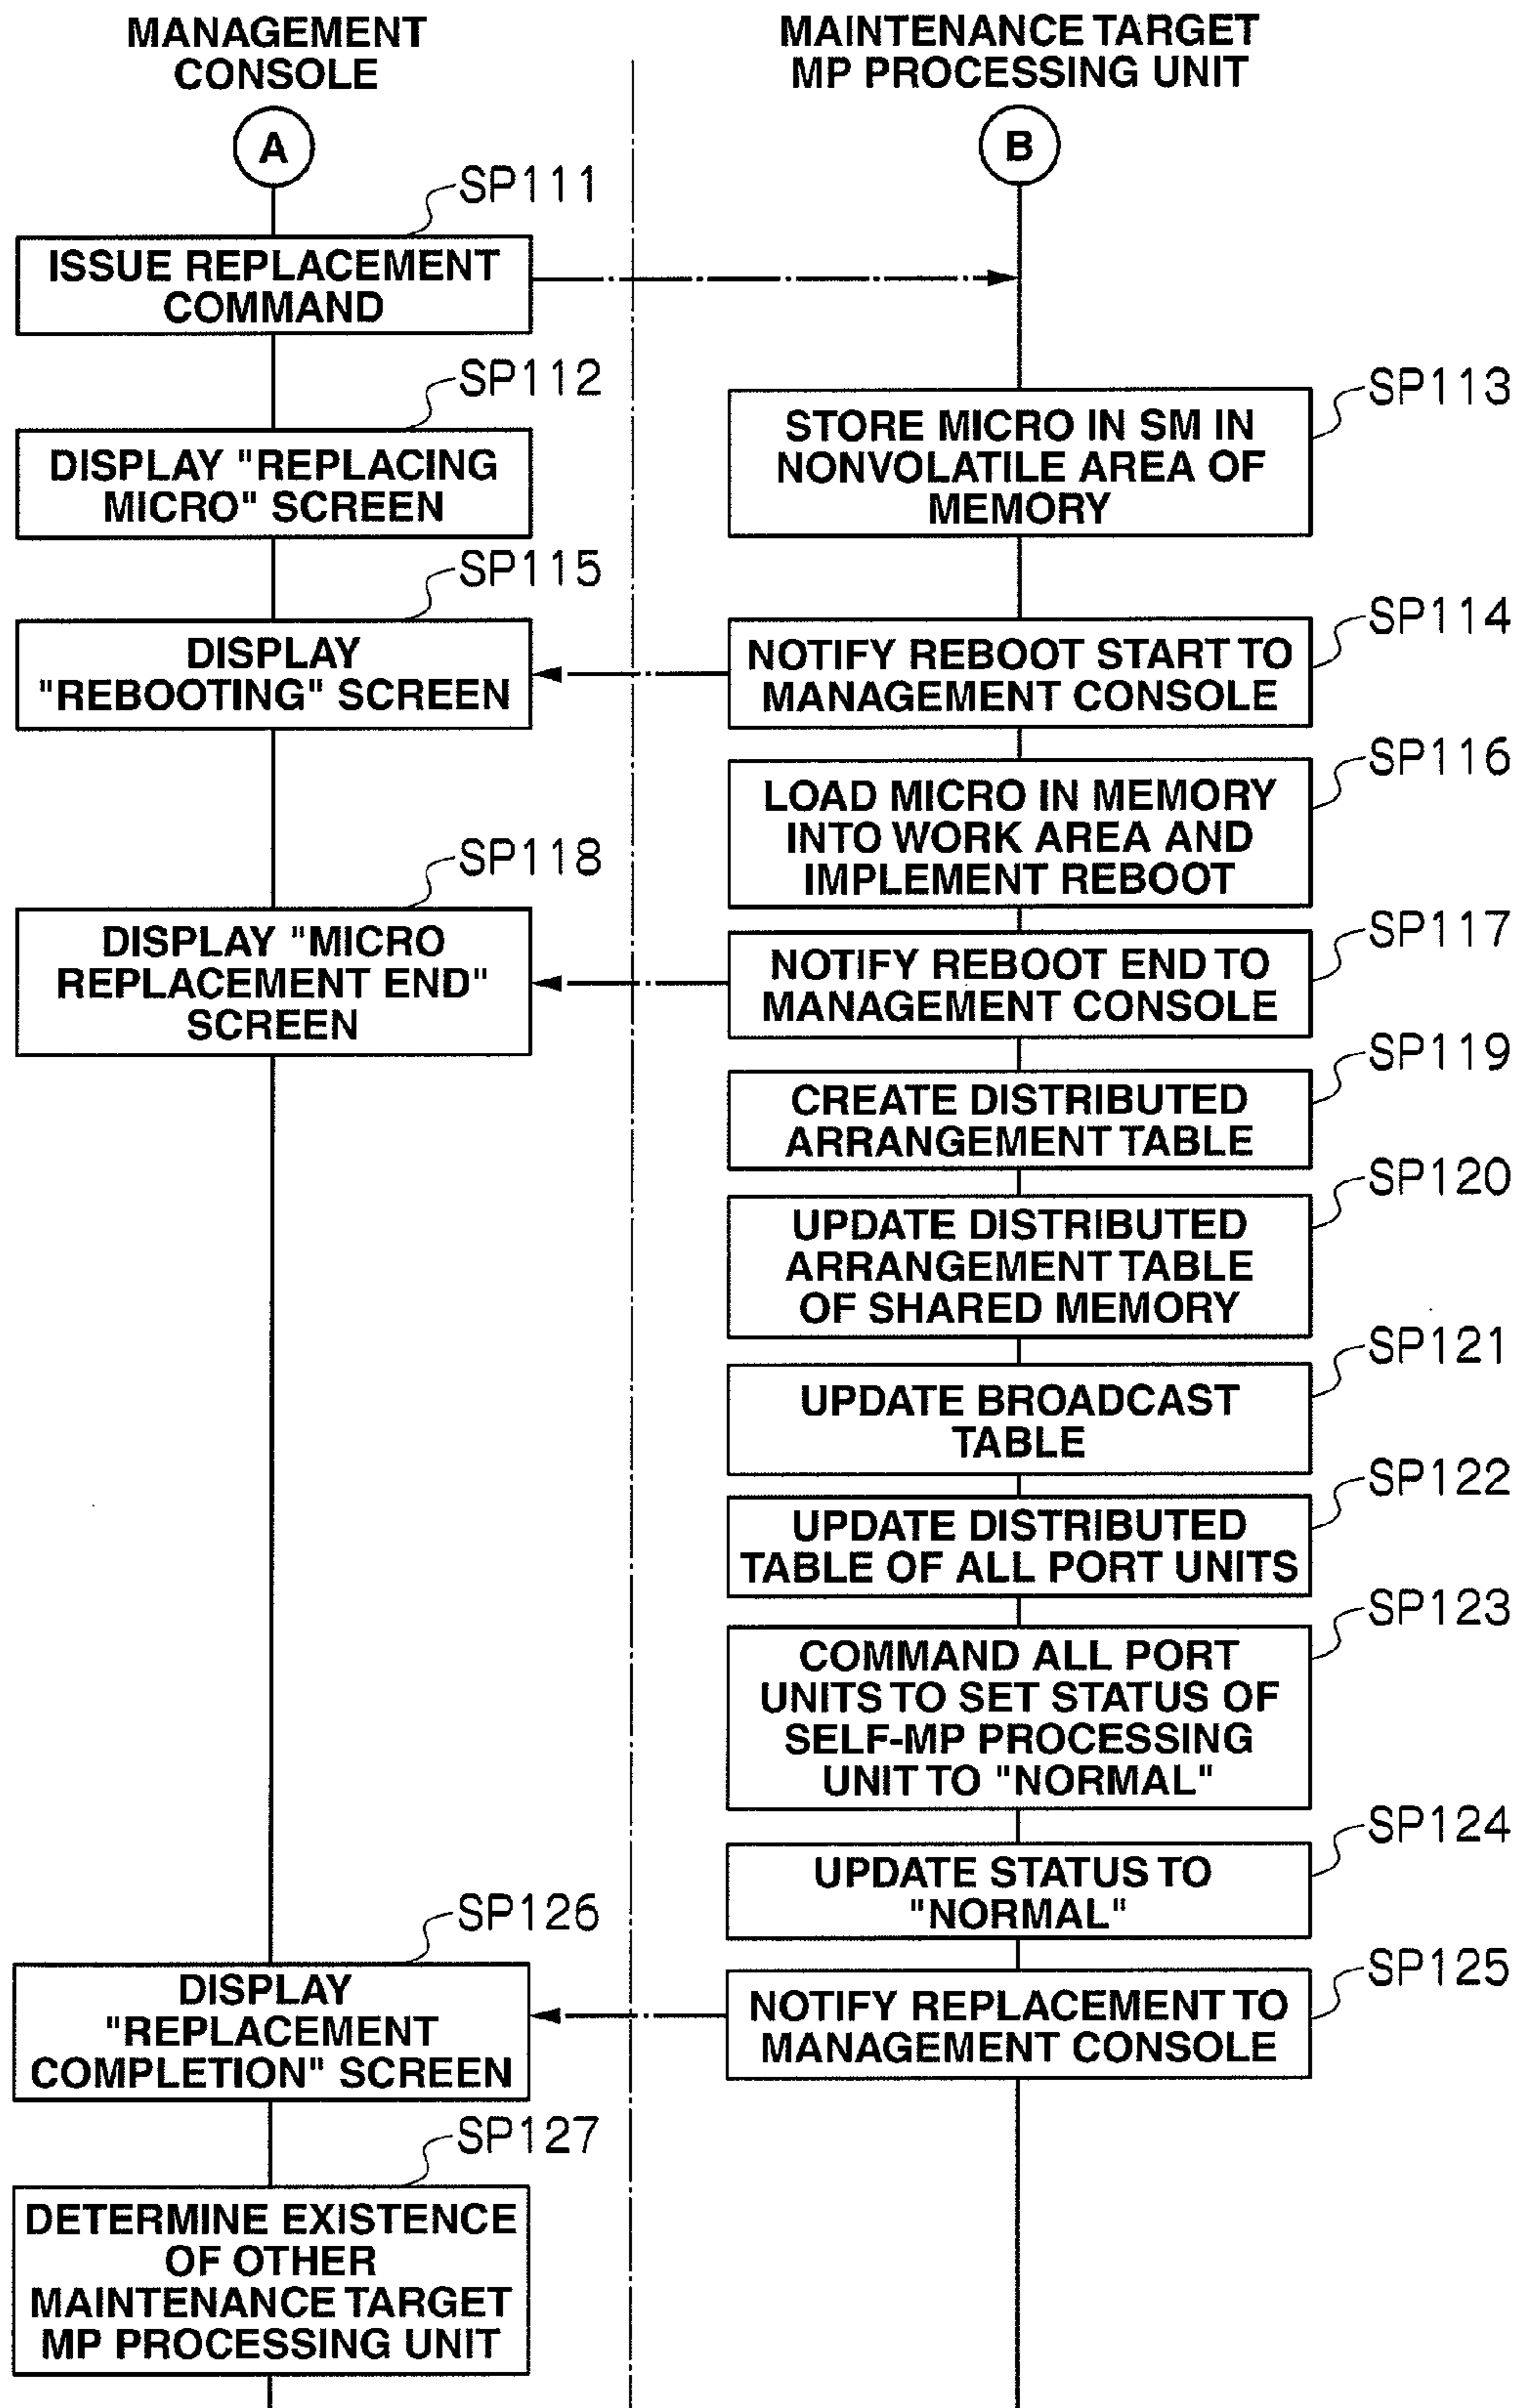 MANAGEMENT
CONSOLE
MAINTENANCE TARGET
MP PROCESSING UNIT
A
B
SP111
ISSUE REPLACEMENT
COMMAND
SP112
DISPLAY "REPLACING
MICRO" SCREEN
SP113
STORE MICRO IN SM IN
NONVOLATILE AREA OF
MEMORY
SP115
DISPLAY
"REBOOTING" SCREEN
SP114
NOTIFY REBOOT START TO
MANAGEMENT CONSOLE
SP116
LOAD MICRO IN MEMORY
INTO WORK AREA AND
IMPLEMENT REBOOT
SP118
DISPLAY "MICRO
REPLACEMENT END"
SCREEN
SP117
NOTIFY REBOOT END TO
MANAGEMENT CONSOLE
SP119
CREATE DISTRIBUTED
ARRANGEMENT TABLE
SP120
UPDATE DISTRIBUTED
ARRANGEMENT TABLE
OF SHARED MEMORY
SP121
UPDATE BROADCAST
TABLE
SP122
UPDATE DISTRIBUTED
TABLE OF ALL PORT UNITS
SP123
COMMAND ALL PORT
UNITS TO SET STATUS OF
SELF-MP PROCESSING
UNIT TO "NORMAL"
SP124
UPDATE STATUS TO
"NORMAL"
SP126
DISPLAY
"REPLACEMENT
COMPLETION" SCREEN
SP125
NOTIFY REPLACEMENT TO
MANAGEMENT CONSOLE
SP127
DETERMINE EXISTENCE
OF OTHER
MAINTENANCE TARGET
MP PROCESSING UNIT